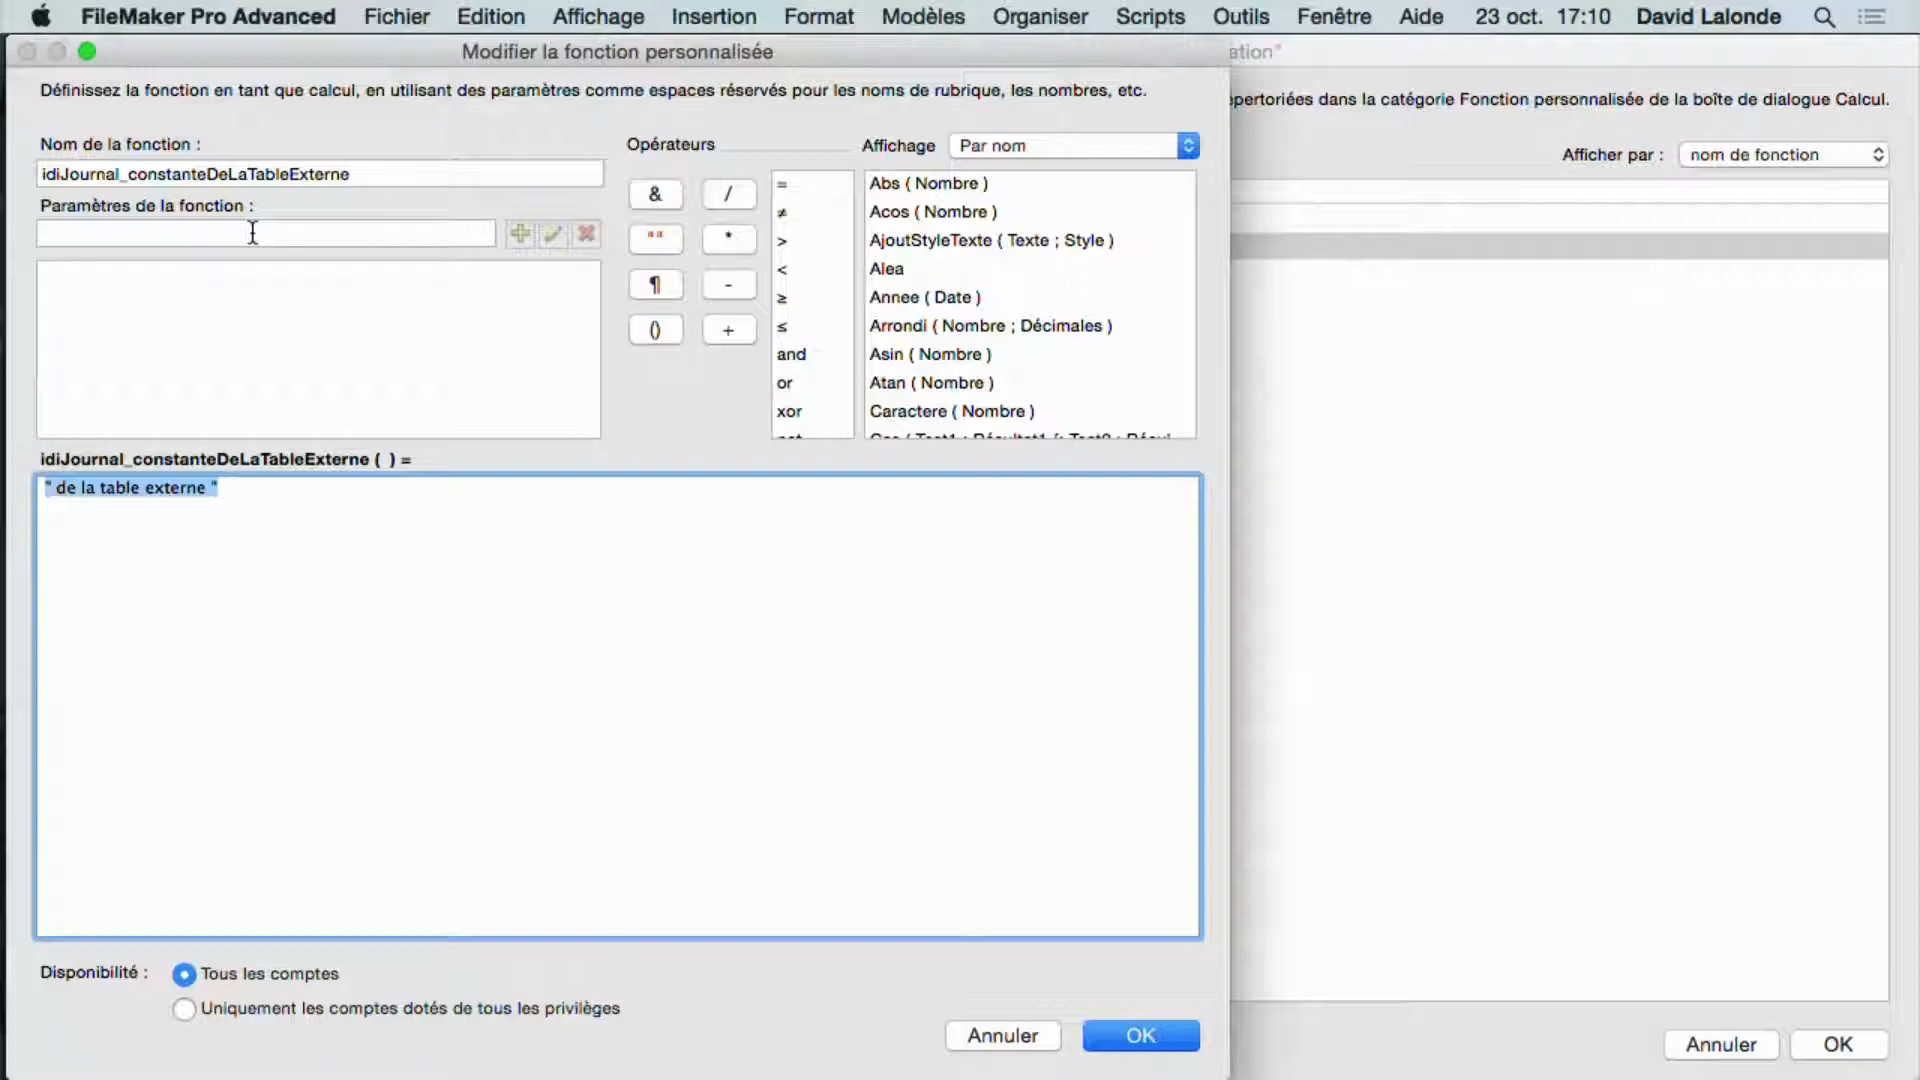 FileMaker Pro Advanced Fichier Edition Affichage Insertion Format Modèles Organiser Scripts Outils Fenêtre Aide 23 oct. 17:10 David Lalonde
Modifier la fonction personnalisée
ation*
Définissez la fonction en tant que calcul, en utilisant des paramètres comme espaces réservés pour les noms de rubrique, les nombres, etc.
pertoriées dans la catégorie Fonction personnalisée de la boîte de dialogue Calcul.
Nom de la fonction :
Opérateurs
Affichage Par nom
Afficher par : nom de fonction
idiJournal_constanteDeLaTableExterne
Paramètres de la fonction :
& /
"" *
¶ -
() +
=
≠
>
<
≥
≤
and
or
xor
Abs ( Nombre )
Acos ( Nombre )
AjoutStyleTexte ( Texte ; Style )
Alea
Annee ( Date )
Arrondi ( Nombre ; Décimales )
Asin ( Nombre )
Atan ( Nombre )
Caractere ( Nombre )
idiJournal_constanteDeLaTableExterne ( ) =
" de la table externe "
Disponibilité : Tous les comptes
Uniquement les comptes dotés de tous les privilèges
Annuler OK
Annuler OK